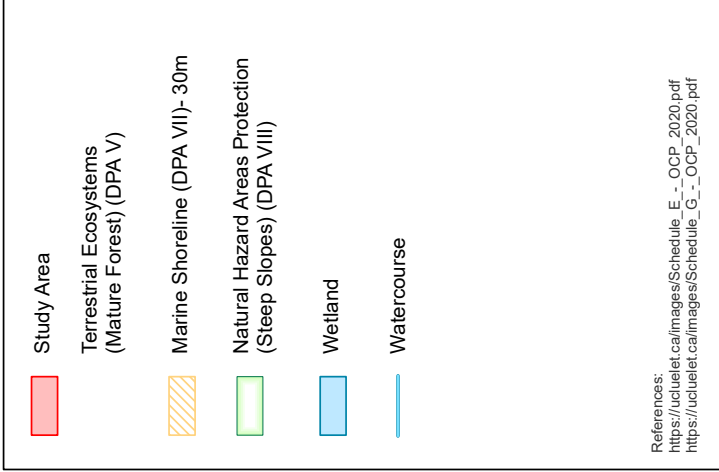 Study Area
Terrestrial Ecosystems
(Mature Forest) (DPA V)
Marine Shoreline (DPA VII)- 30m
Natural Hazard Areas Protection
(Steep Slopes) (DPA VIII)
Wetland
Watercourse
References:
https://ucluelet.ca/images/Schedule_E_-_OCP_2020.pdf
https://ucluelet.ca/images/Schedule_G_-_OCP_2020.pdf